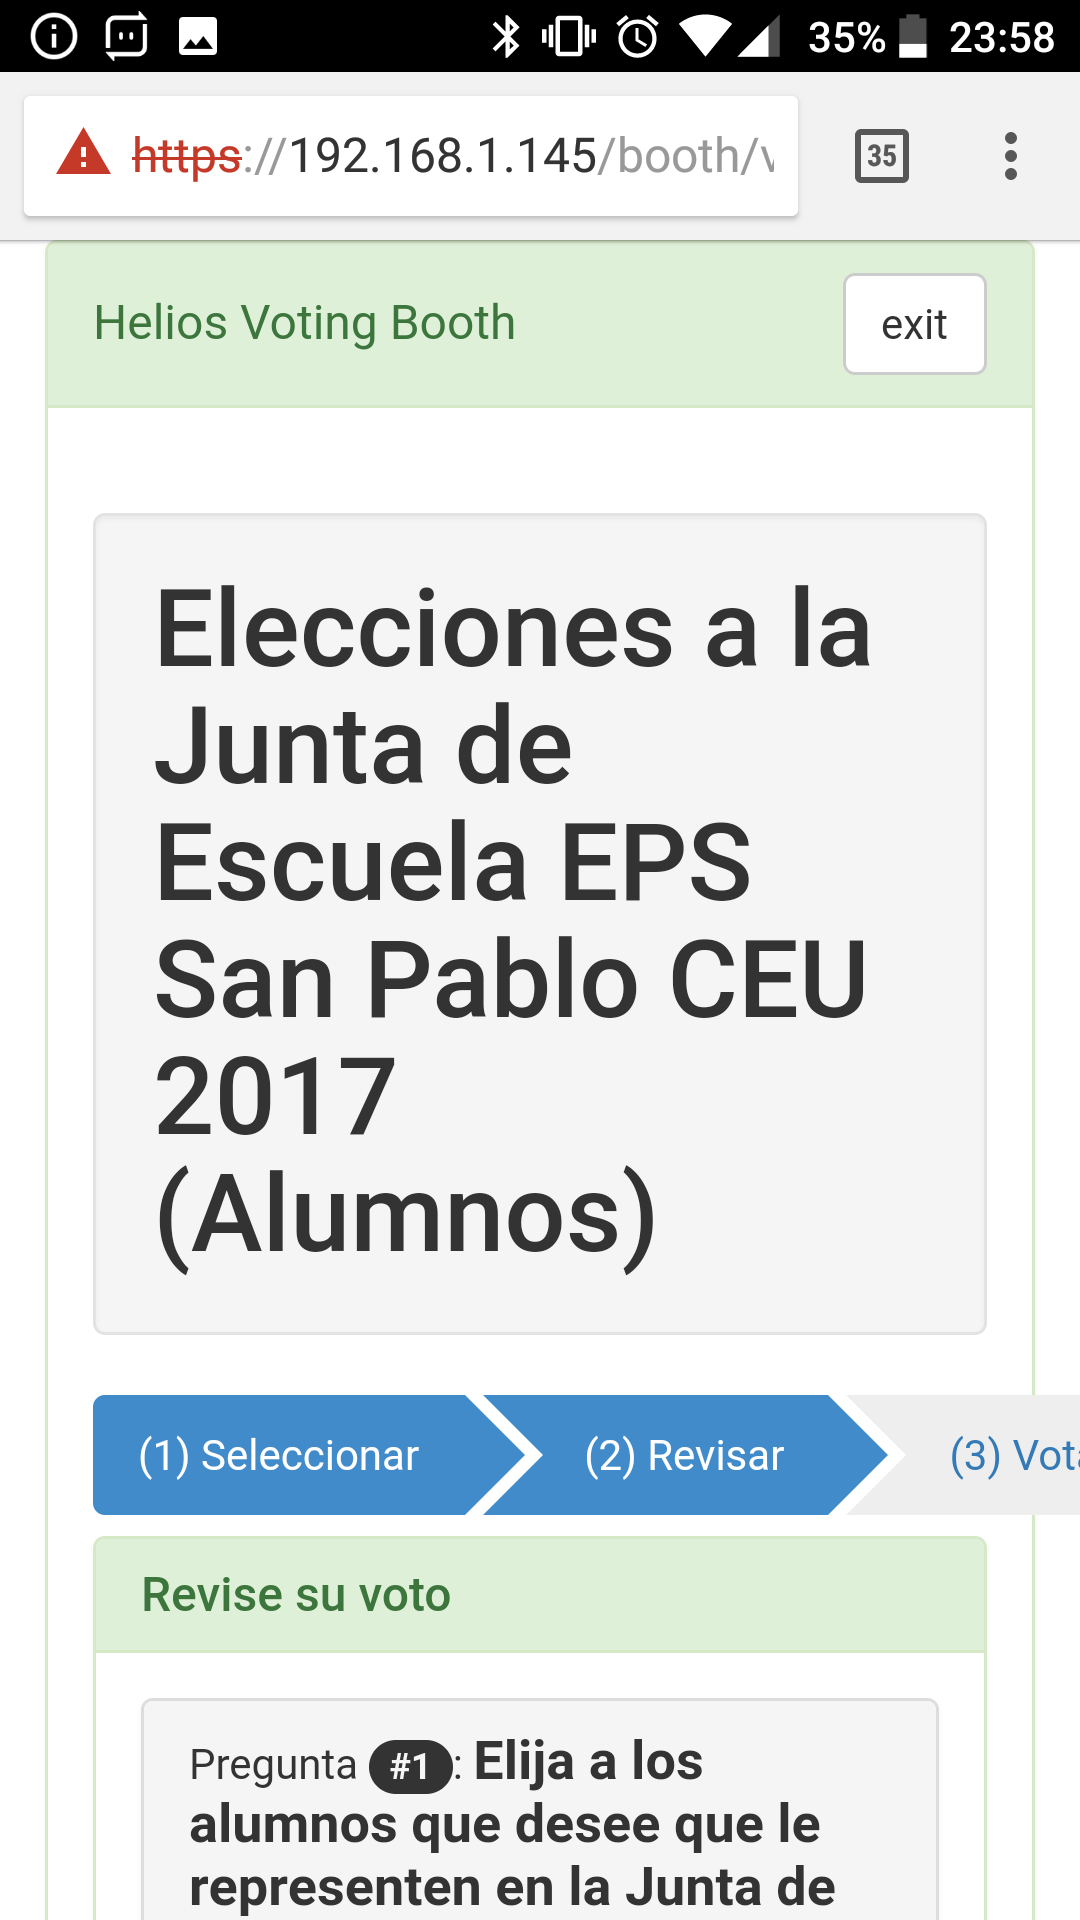 35% 23:58
https://192.168.1.145/booth/v
35
Helios Voting Booth
exit
Elecciones a la
Junta de
Escuela EPS
San Pablo CEU
2017
(Alumnos)
(1) Seleccionar (2) Revisar (3) Vota
Revise su voto
Pregunta #1: Elija a los
alumnos que desee que le
representen en la Junta de